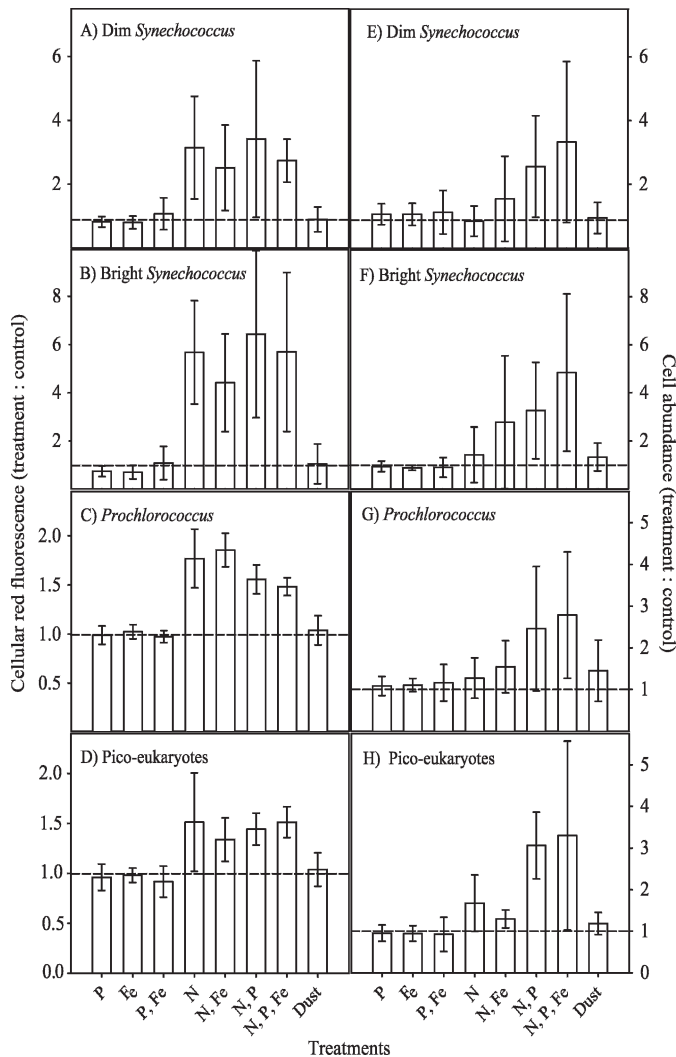 A) Dim Synechococcus
E) Dim Synechococcus
6
4
2
6
4
2
B) Bright Synechococcus
F) Bright Synechococcus
8
6
4
2
8
6
4
2
C) Prochlorococcus
G) Prochlorococcus
2.0
1.5
1.0
0.5
5
4
3
2
1
D) Pico-eukaryotes
H) Pico-eukaryotes
2.0
1.5
1.0
0.5
0.0
5
4
3
2
1
0
Cellular red fluorescence (treatment : control)
Cell abundance (treatment : control)
P
Fe
P, Fe
N
N, Fe
N, P
N, P, Fe
Dust
P
Fe
P, Fe
N
N, Fe
N, P
N, P, Fe
Dust
Treatments